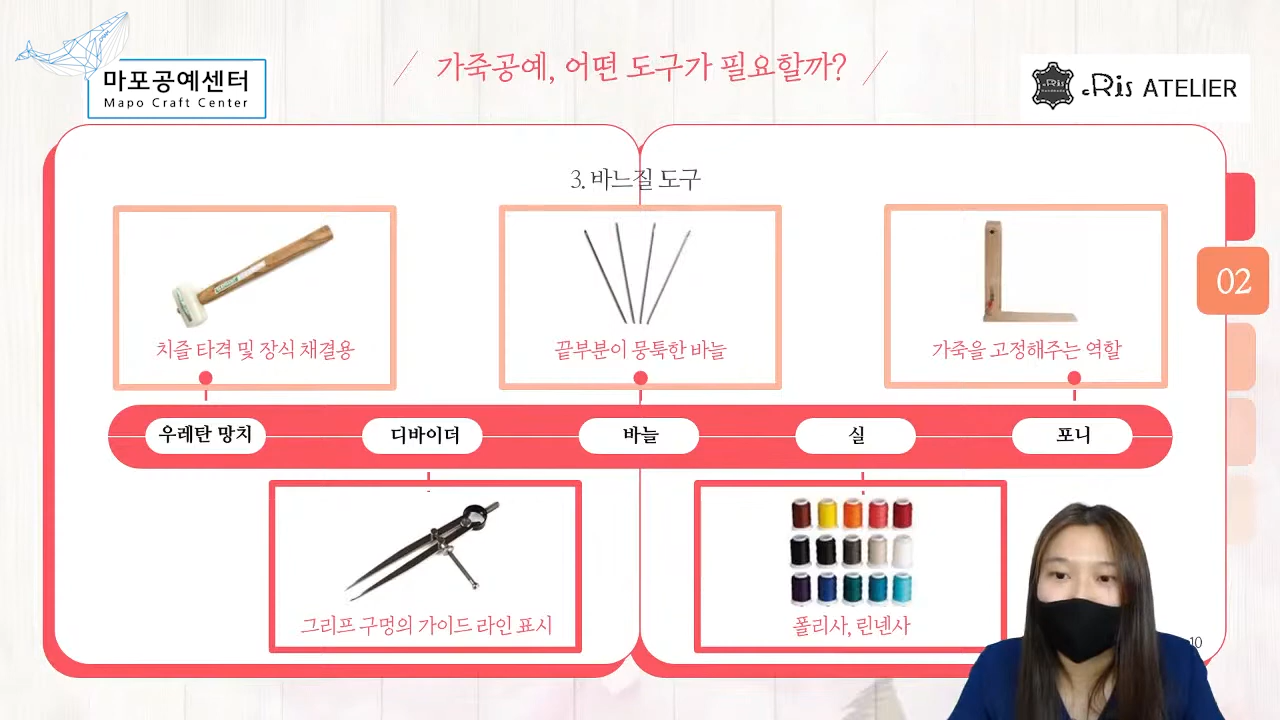 마포공예센터
Mapo Craft Center
가죽공예, 어떤 도구가 필요할까?
Ris ATELIER
3. 바느질 도구
02
치즐 타격 및 장식 채결용
끝부분이 뭉툭한 바늘
가죽을 고정해주는 역할
우레탄 망치
디바이더
바늘
실
포니
그리프 구멍의 가이드 라인 표시
폴리사, 린넨사
10